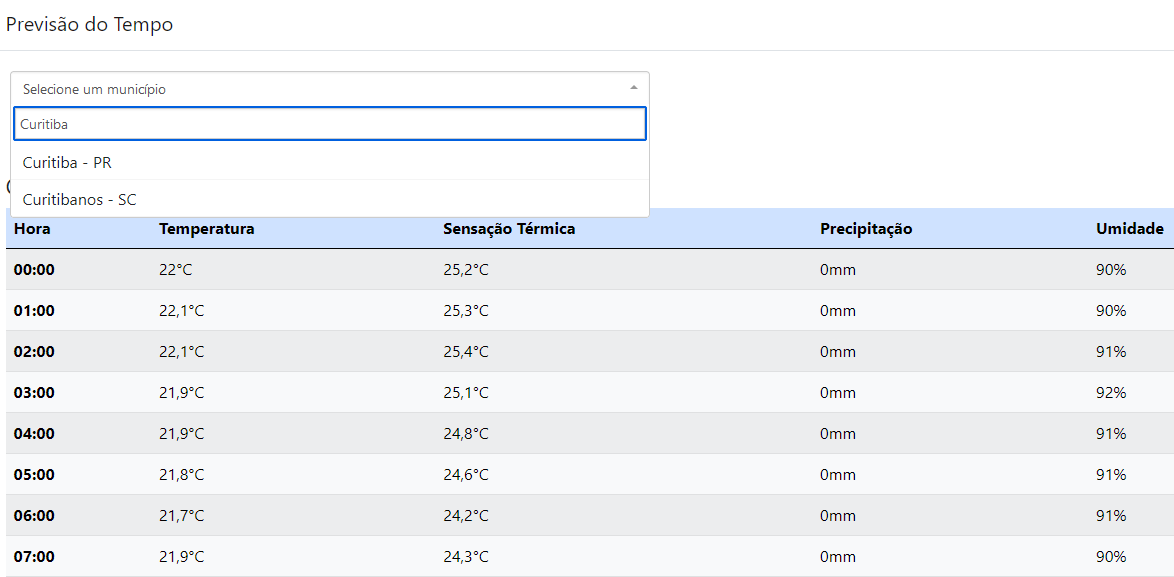 Previsão do Tempo
Selecione um município
Curitiba
Curitiba - PR
Curitibanos - SC
Hora Temperatura Sensação Térmica Precipitação Umidade
00:00 22°C 25,2°C 0mm 90%
01:00 22,1°C 25,3°C 0mm 90%
02:00 22,1°C 25,4°C 0mm 91%
03:00 21,9°C 25,1°C 0mm 92%
04:00 21,9°C 24,8°C 0mm 91%
05:00 21,8°C 24,6°C 0mm 91%
06:00 21,7°C 24,2°C 0mm 91%
07:00 21,9°C 24,3°C 0mm 90%